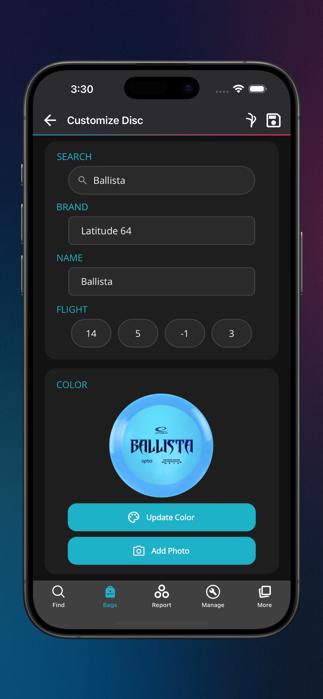 3:30
Customize Disc
SEARCH
Ballista
BRAND
Latitude 64
NAME
Ballista
FLIGHT
14 5 -1 3
COLOR
BALLISTA
opto
Update Color
Add Photo
Find Bags Report Manage More